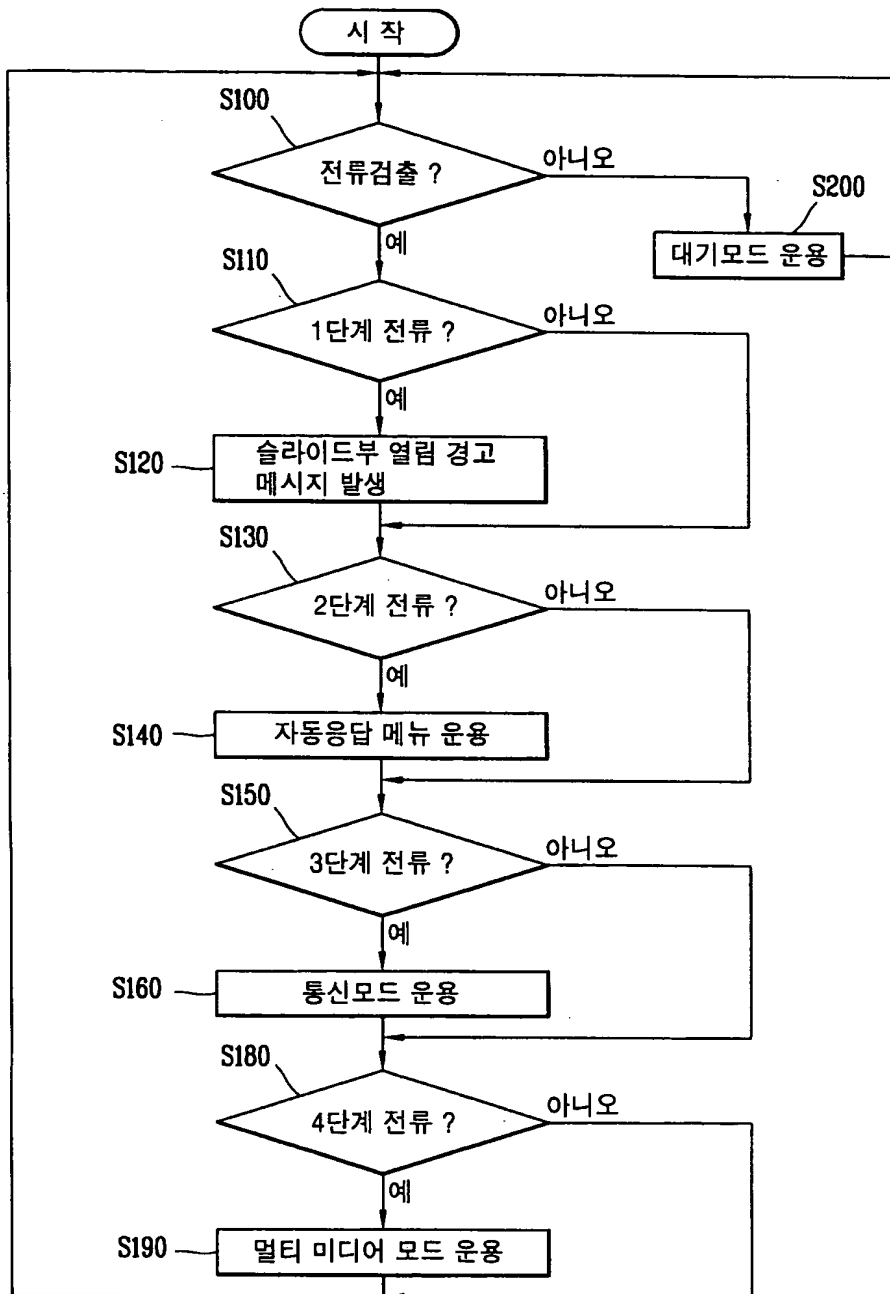 시 작
S100
전류검출 ?
아니오
S200
대기모드 운용
예
S110
1단계 전류 ?
아니오
예
S120
슬라이드부 열림 경고
메시지 발생
S130
2단계 전류 ?
아니오
예
S140
자동응답 메뉴 운용
S150
3단계 전류 ?
아니오
예
S160
통신모드 운용
S180
4단계 전류 ?
아니오
예
S190
멀티 미디어 모드 운용